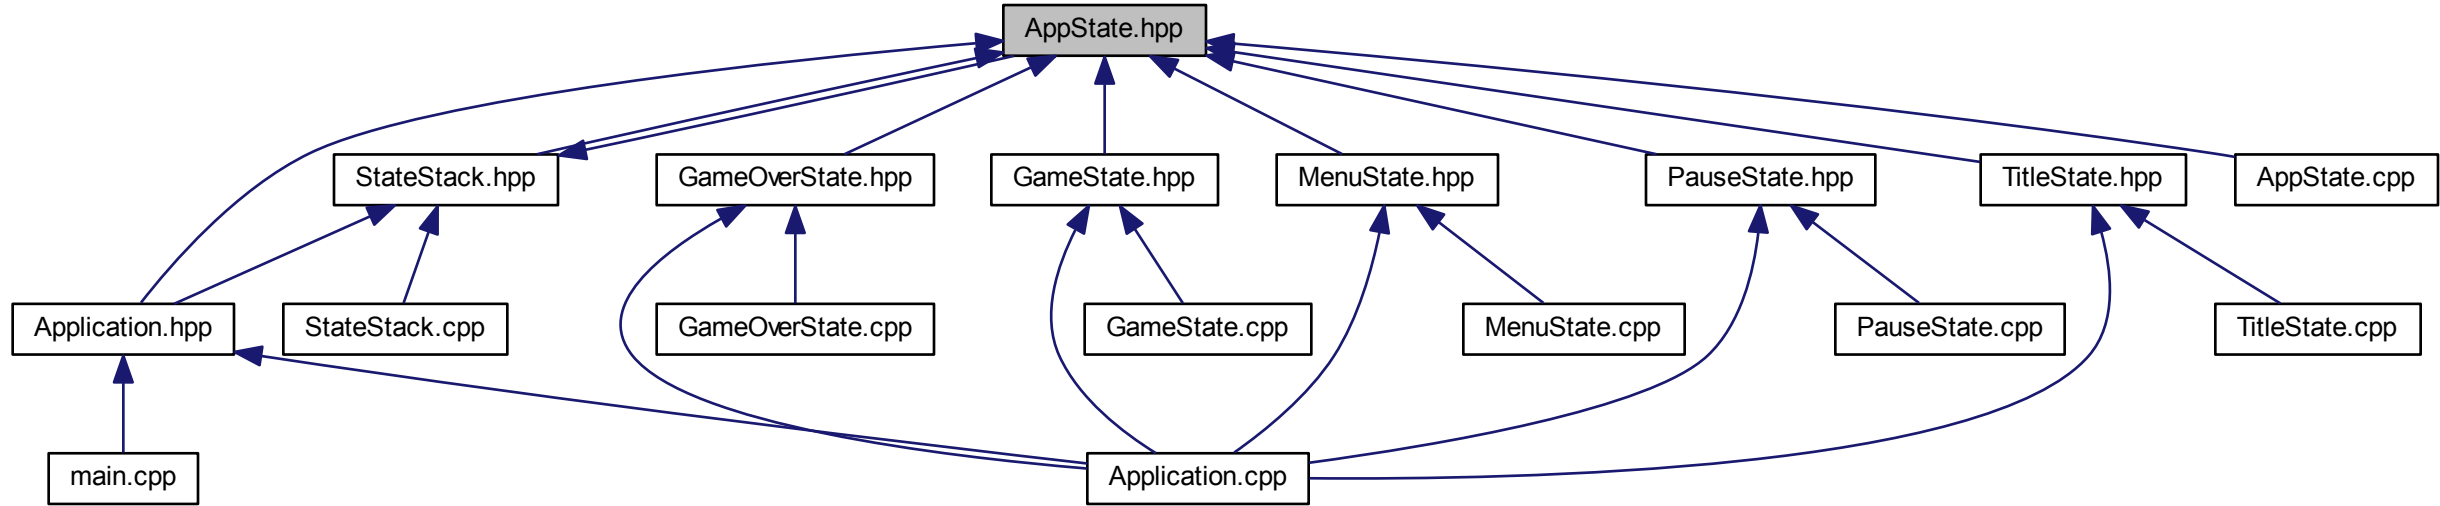 AppState.hpp
StateStack.hpp
GameOverState.hpp
GameState.hpp
MenuState.hpp
PauseState.hpp
TitleState.hpp
AppState.cpp
Application.hpp
StateStack.cpp
GameOverState.cpp
GameState.cpp
MenuState.cpp
PauseState.cpp
TitleState.cpp
main.cpp
Application.cpp